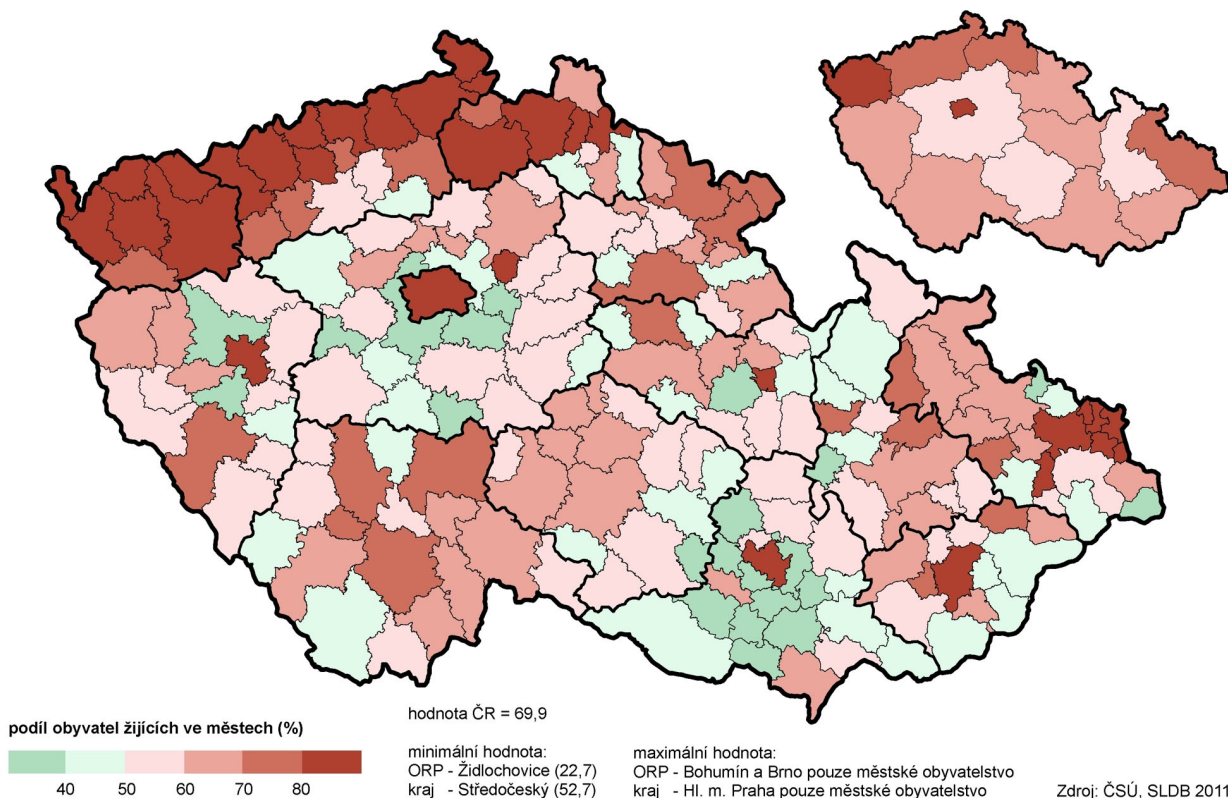 hodnota ČR = 69,9
podíl obyvatel žijících ve městech (%)
40 50 60 70 80
minimální hodnota:
ORP - Židlochovice (22,7)
kraj - Středočeský (52,7)
maximální hodnota:
ORP - Bohumín a Brno pouze městské obyvatelstvo
kraj - Hl. m. Praha pouze městské obyvatelstvo
Zdroj: ČSÚ, SLDB 2011